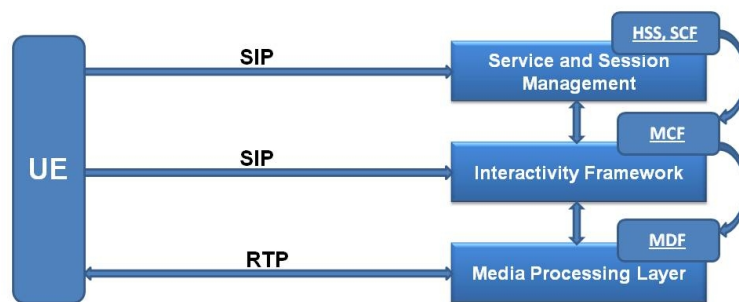 HSS, SCF
SIP
Service and Session
Management
MCF
UE
SIP
Interactivity Framework
MDF
RTP
Media Processing Layer